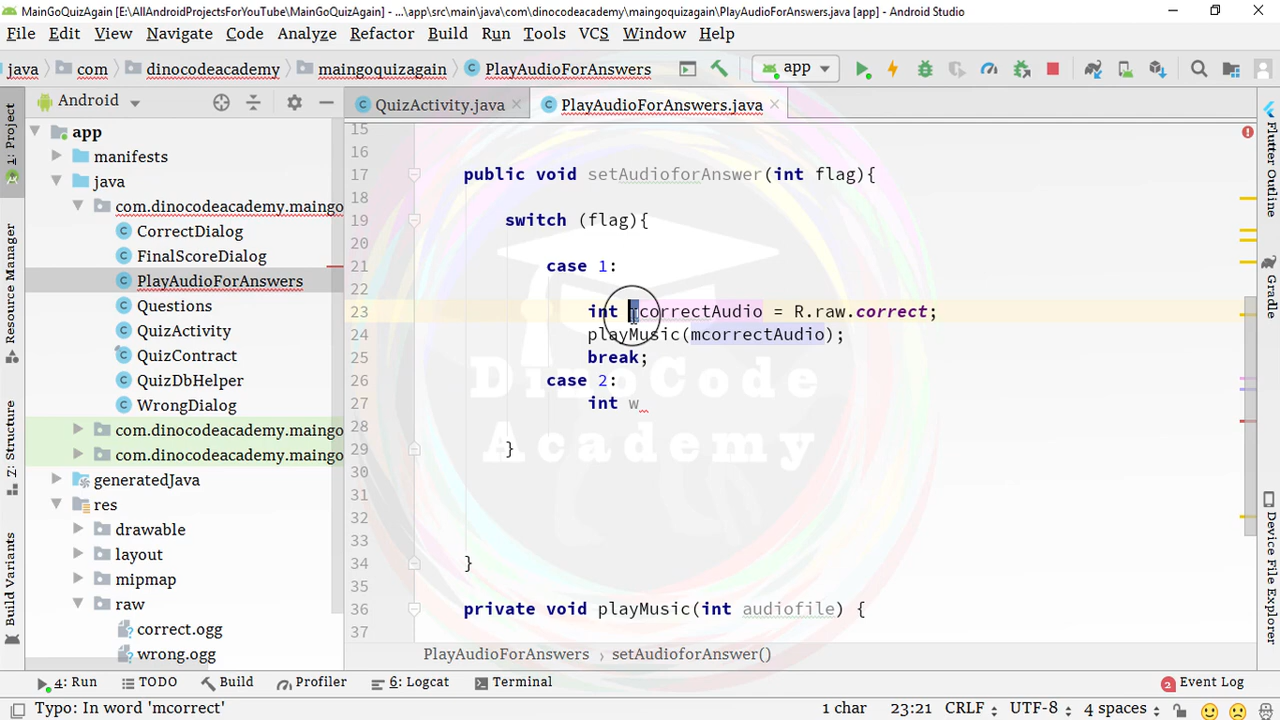 MainGoQuizAgain [E:\AllAndroidProjectsForYouTube\MainGoQuizAgain] - ...\app\src\main\java\com\dinocodeacademy\maingoquizagain\PlayAudioForAnswers.java [app] - Android Studio
File Edit View Navigate Code Analyze Refactor Build Run Tools VCS Window Help
java com dinocodeacademy maingoquizagain PlayAudioForAnswers app
Android QuizActivity.java PlayAudioForAnswers.java
1: Project
Resource Manager
Z: Structure
Build Variants
app
manifests
java
com.dinocodeacademy.maingo
CorrectDialog
FinalScoreDialog
PlayAudioForAnswers
Questions
QuizActivity
QuizContract
QuizDbHelper
WrongDialog
com.dinocodeacademy.maingo
com.dinocodeacademy.maingo
generatedJava
res
drawable
layout
mipmap
raw
correct.ogg
wrong.ogg
15
16
17 public void setAudioforAnswer(int flag){
18
19 switch (flag){
20
21 case 1:
22
23 int mcorrectAudio = R.raw.correct;
24 playMusic(mcorrectAudio);
25 break;
26 case 2:
27 int w
28
29 }
30
31
32
33
34 }
35
36 private void playMusic(int audiofile) {
37
DinoCode
Academy
PlayAudioForAnswers › setAudioforAnswer()
Flutter Inspector
Gradle
Device File Explorer
4: Run TODO Build Profiler 6: Logcat Terminal 2 Event Log
Typo: In word 'mcorrect' 1 char 23:21 CRLF UTF-8 4 spaces